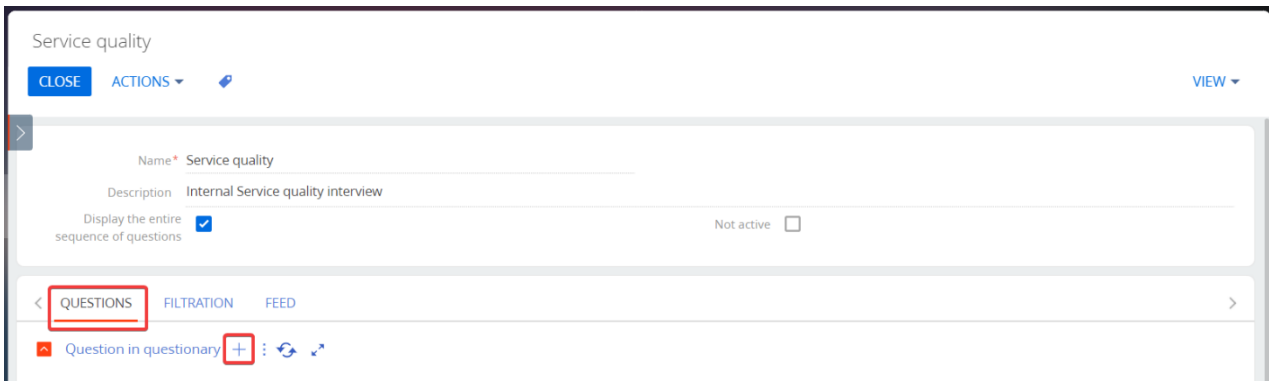 Service quality
CLOSE ACTIONS VIEW
Name* Service quality
Description Internal Service quality interview
Display the entire
sequence of questions
Not active
QUESTIONS FILTRATION FEED
Question in questionary